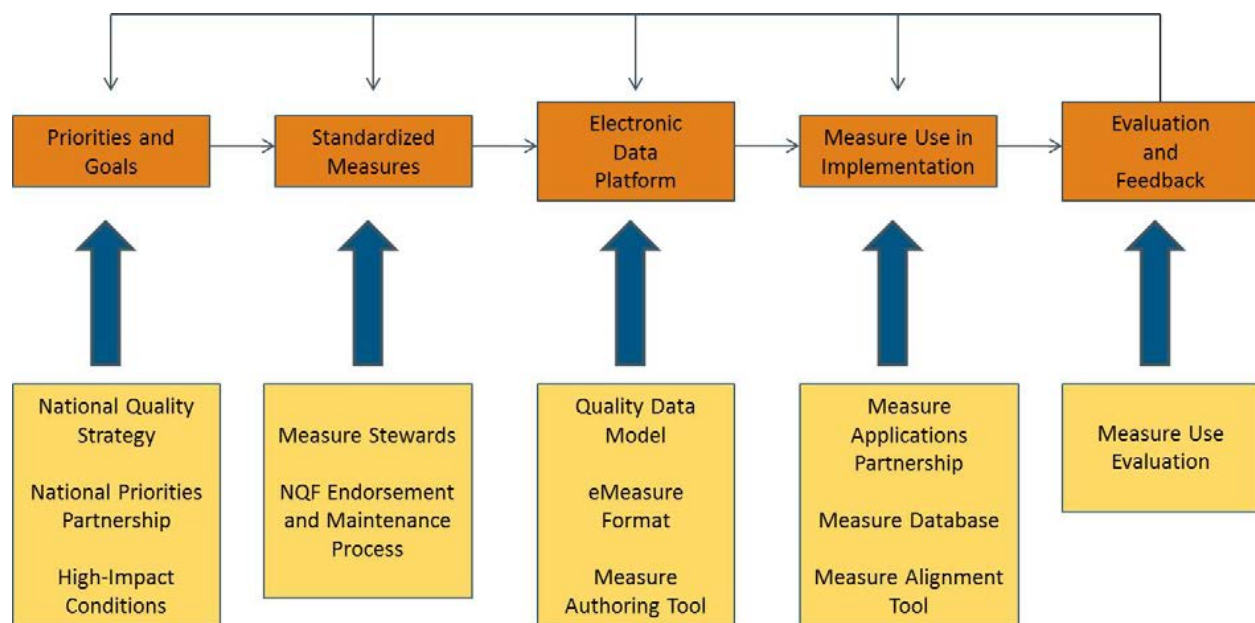 Priorities and
Goals
Standardized
Measures
Electronic
Data
Platform
Measure Use in
Implementation
Evaluation
and
Feedback
National Quality
Strategy
National Priorities
Partnership
High-Impact
Conditions
Measure Stewards
NQF Endorsement
and Maintenance
Process
Quality Data
Model
eMeasure
Format
Measure
Authoring Tool
Measure
Applications
Partnership
Measure Database
Measure Alignment
Tool
Measure Use
Evaluation